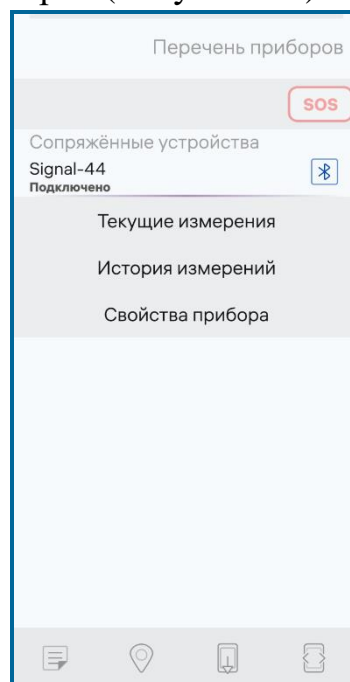 Перечень приборов
SOS
Сопряжённые устройства
Signal-44
Подключено
Текущие измерения
История измерений
Свойства прибора